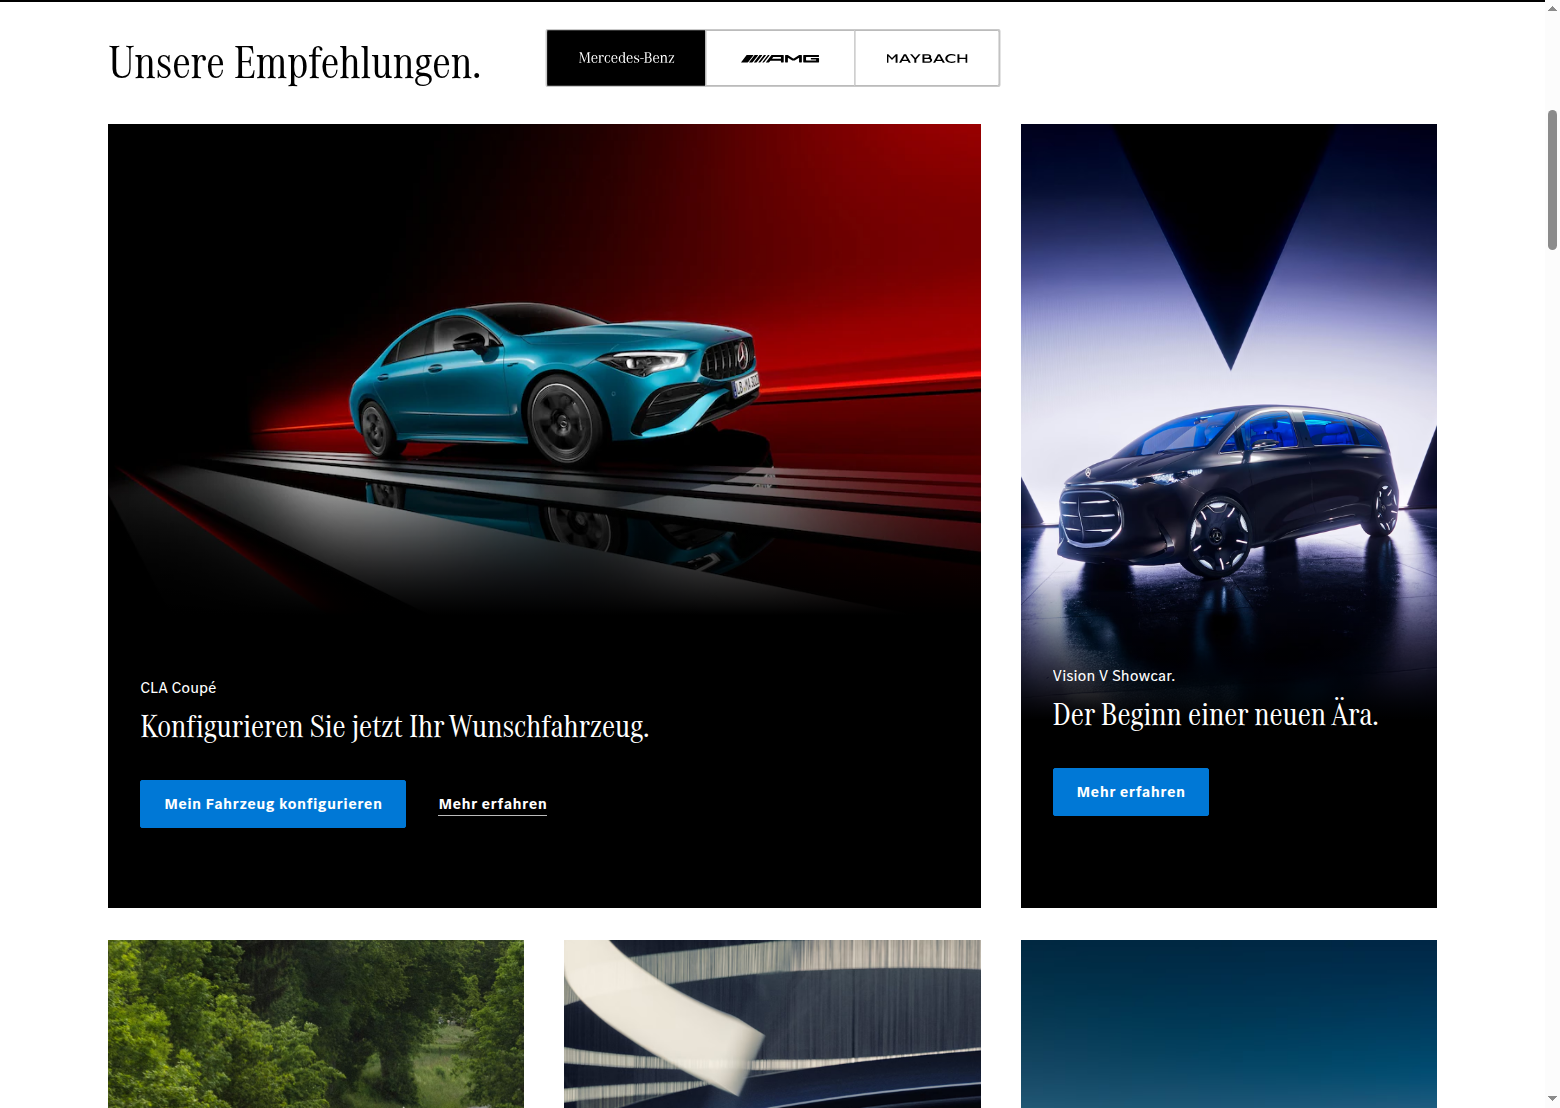 Unsere Empfehlungen.
Mercedes-Benz
AMG
MAYBACH
CLA Coupé
Konfigurieren Sie jetzt Ihr Wunschfahrzeug.
Mein Fahrzeug konfigurieren
Mehr erfahren
Vision V Showcar.
Der Beginn einer neuen Ära.
Mehr erfahren